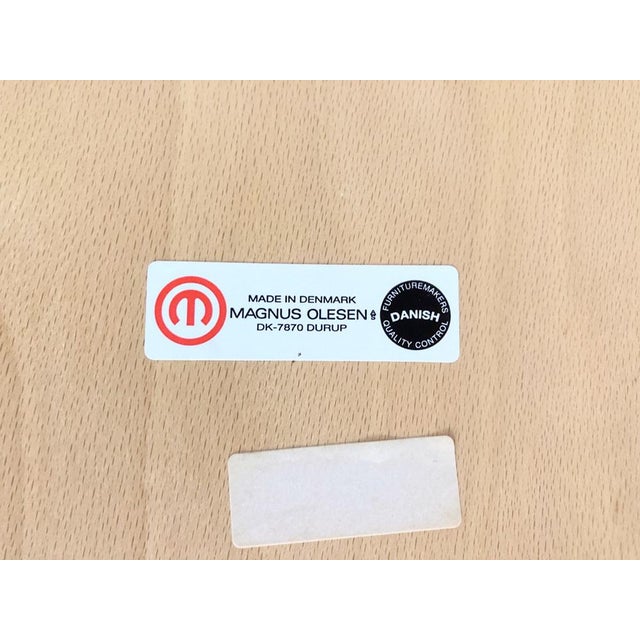 m
MADE IN DENMARK
MAGNUS OLESEN A/S
DK-7870 DURUP
FURNITUREMAKERS
DANISH
QUALITY CONTROL